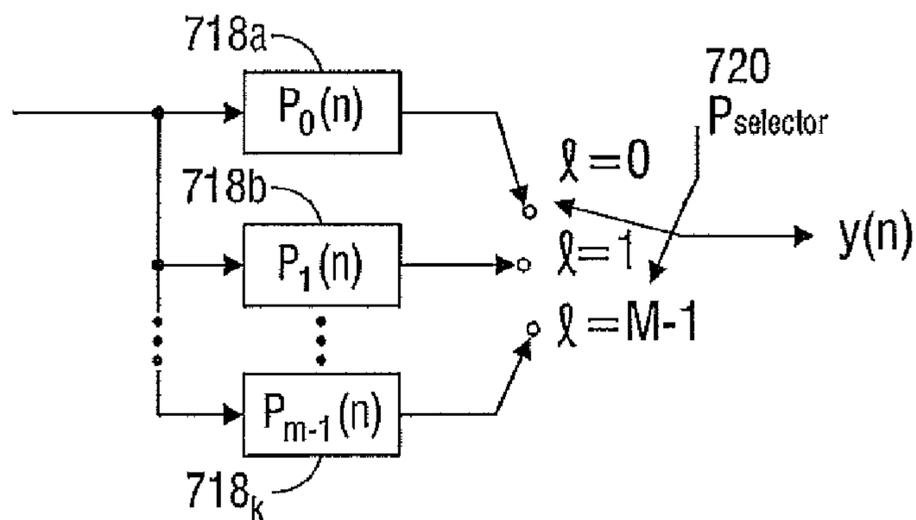 718a
P0(n)
718b
P1(n)
Pm-1(n)
718k
ℓ=0
ℓ=1
ℓ=M-1
720
Pselector
y(n)